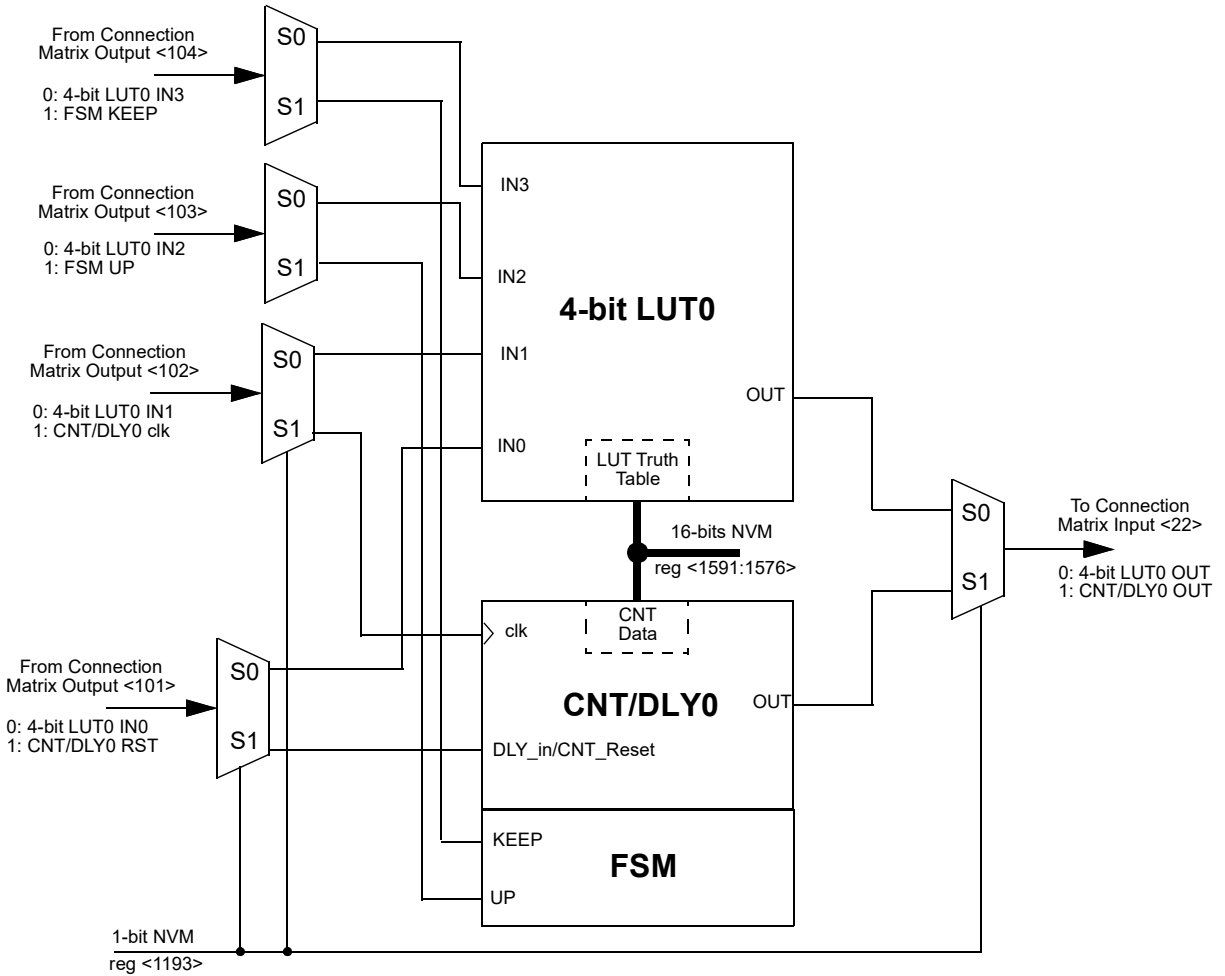 From Connection
Matrix Output <104>
0: 4-bit LUT0 IN3
1: FSM KEEP
S0
S1
From Connection
Matrix Output <103>
0: 4-bit LUT0 IN2
1: FSM UP
S0
S1
From Connection
Matrix Output <102>
0: 4-bit LUT0 IN1
1: CNT/DLY0 clk
S0
S1
From Connection
Matrix Output <101>
0: 4-bit LUT0 IN0
1: CNT/DLY0 RST
S0
S1
IN3
IN2
IN1
IN0
4-bit LUT0
OUT
LUT Truth
Table
16-bits NVM
reg <1591:1576>
clk
CNT
Data
CNT/DLY0
OUT
DLY_in/CNT_Reset
KEEP
FSM
UP
S0
S1
To Connection
Matrix Input <22>
0: 4-bit LUT0 OUT
1: CNT/DLY0 OUT
1-bit NVM
reg <1193>